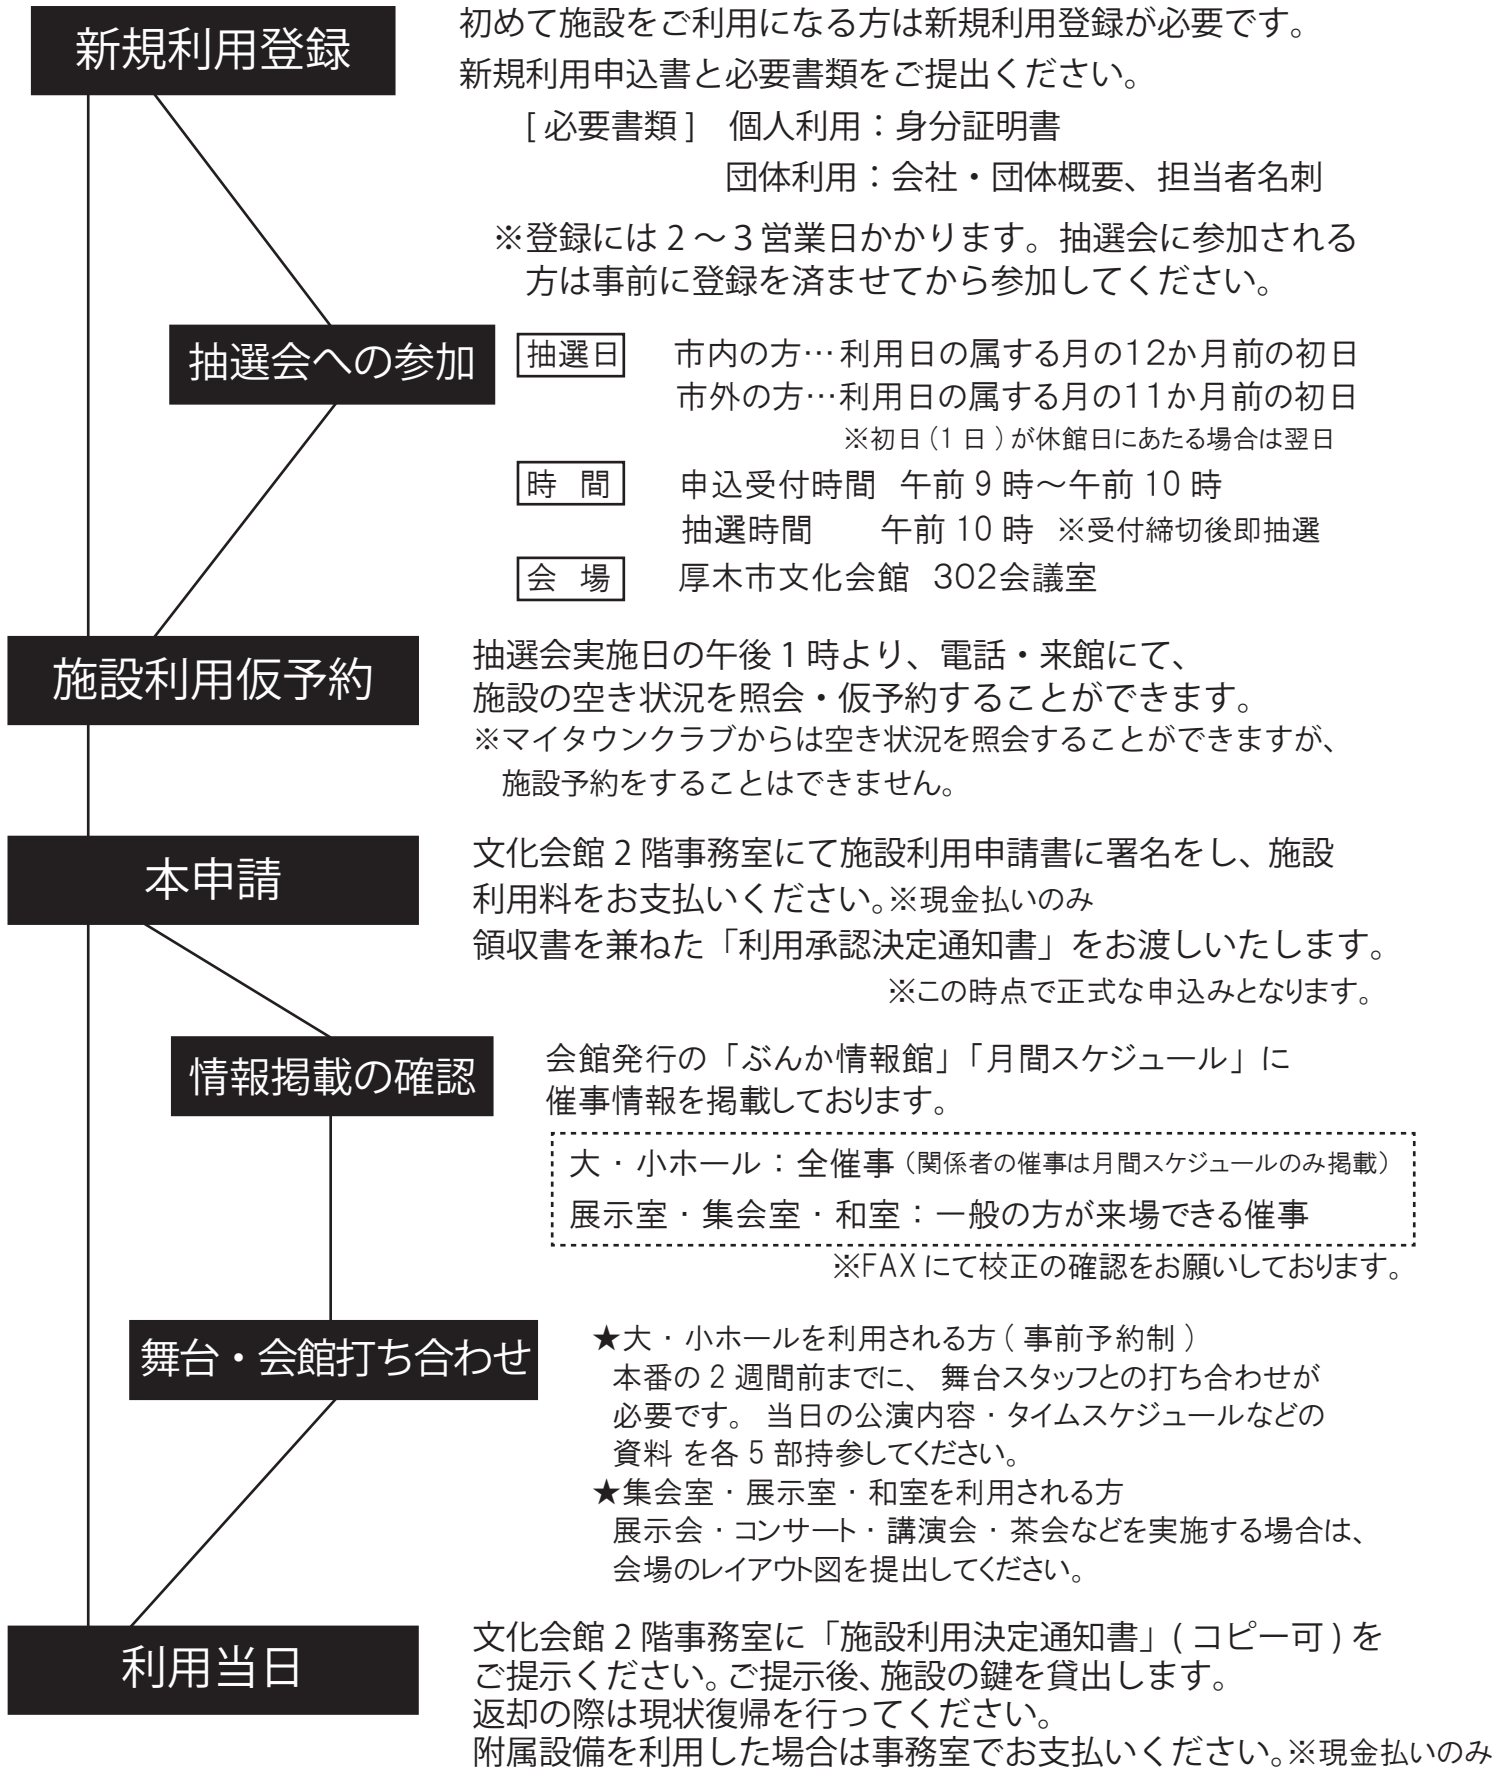 新規利用登録
初めて施設をご利用になる方は新規利用登録が必要です。
新規利用申込書と必要書類をご提出ください。
[ 必要書類 ]　個人利用：身分証明書
団体利用：会社・団体概要、担当者名刺
※登録には 2 ～ 3 営業日かかります。抽選会に参加される
方は事前に登録を済ませてから参加してください。
抽選会への参加
抽選日　市内の方…利用日の属する月の12か月前の初日
市外の方…利用日の属する月の11か月前の初日
※初日 (1 日 ) が休館日にあたる場合は翌日
時　間　申込受付時間　午前 9 時～午前 10 時
抽選時間　午前 10 時　※受付締切後即抽選
会　場　厚木市文化会館　302会議室
施設利用仮予約
抽選会実施日の午後 1 時より、電話・来館にて、
施設の空き状況を照会・仮予約することができます。
※マイタウンクラブからは空き状況を照会することができますが、
施設予約をすることはできません。
本申請
文化会館 2 階事務室にて施設利用申請書に署名をし、施設
利用料をお支払いください。※現金払いのみ
領収書を兼ねた「利用承認決定通知書」をお渡しいたします。
※この時点で正式な申込みとなります。
情報掲載の確認
会館発行の「ぶんか情報館」「月間スケジュール」に
催事情報を掲載しております。
大・小ホール：全催事（関係者の催事は月間スケジュールのみ掲載）
展示室・集会室・和室：一般の方が来場できる催事
※FAX にて校正の確認をお願いしております。
舞台・会館打ち合わせ
★大・小ホールを利用される方 ( 事前予約制 )
本番の 2 週間前までに、 舞台スタッフとの打ち合わせが
必要です。 当日の公演内容・タイムスケジュールなどの
資料 を各 5 部持参してください。
★集会室・展示室・和室を利用される方
展示会・コンサート・講演会・茶会などを実施する場合は、
会場のレイアウト図を提出してください。
利用当日
文化会館 2 階事務室に「施設利用決定通知書」( コピー可 ) を
ご提示ください。ご提示後、施設の鍵を貸出します。
返却の際は現状復帰を行ってください。
附属設備を利用した場合は事務室でお支払いください。※現金払いのみ